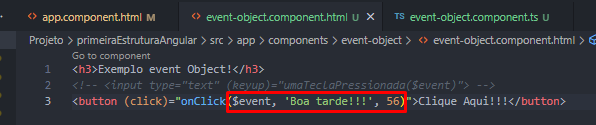 app.component.html M
event-object.component.html U
event-object.component.ts U
Projeto > primeiraEstruturaAngular > src > app > components > event-object > event-object.component.html > ...
Go to component
1 <h3>Exemplo event Object!</h3>
2 <!-- <input type="text" (keyup)="umaTeclaPressionada($event)"> -->
3 <button (click)="onClick($event, 'Boa tarde!!!', 56)">Clique Aqui!!!</button>